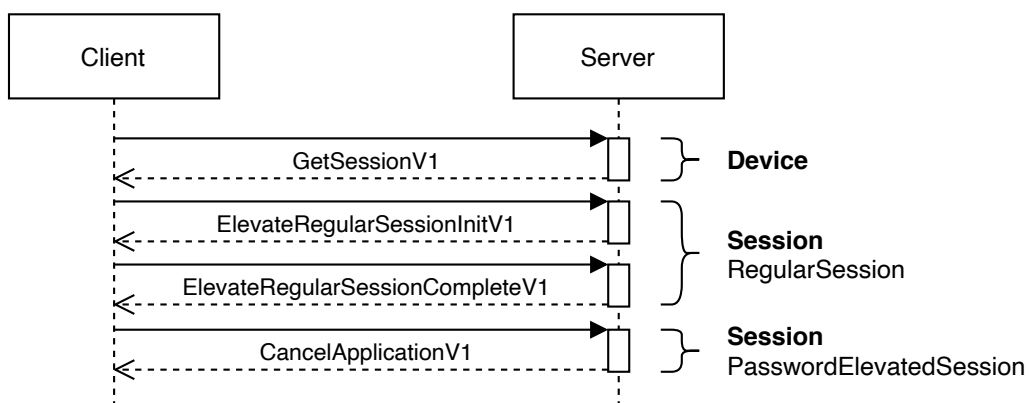 Client
Server
GetSessionV1
Device
ElevateRegularSessionInitV1
ElevateRegularSessionCompleteV1
Session
RegularSession
CancelApplicationV1
Session
PasswordElevatedSession